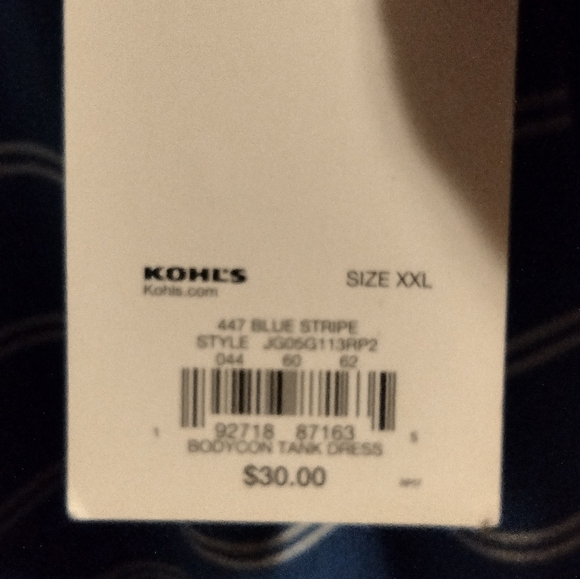 KOHL'S
Kohls.com
SIZE XXL
447 BLUE STRIPE
STYLE JG05G113RP2
044 60 62
1 92718 87163 5
BODYCON TANK DRESS
$30.00